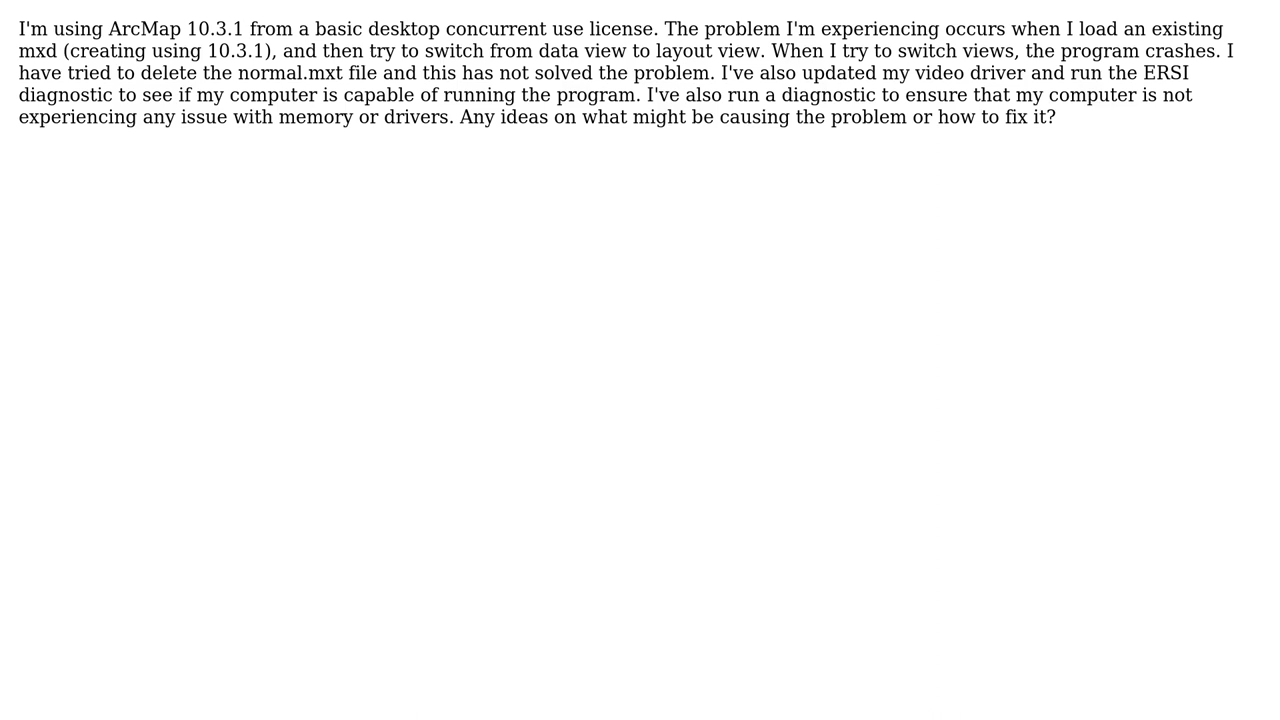 I'm using ArcMap 10.3.1 from a basic desktop concurrent use license. The problem I'm experiencing occurs when I load an existing
mxd (creating using 10.3.1), and then try to switch from data view to layout view. When I try to switch views, the program crashes. I
have tried to delete the normal.mxt file and this has not solved the problem. I've also updated my video driver and run the ERSI
diagnostic to see if my computer is capable of running the program. I've also run a diagnostic to ensure that my computer is not
experiencing any issue with memory or drivers. Any ideas on what might be causing the problem or how to fix it?